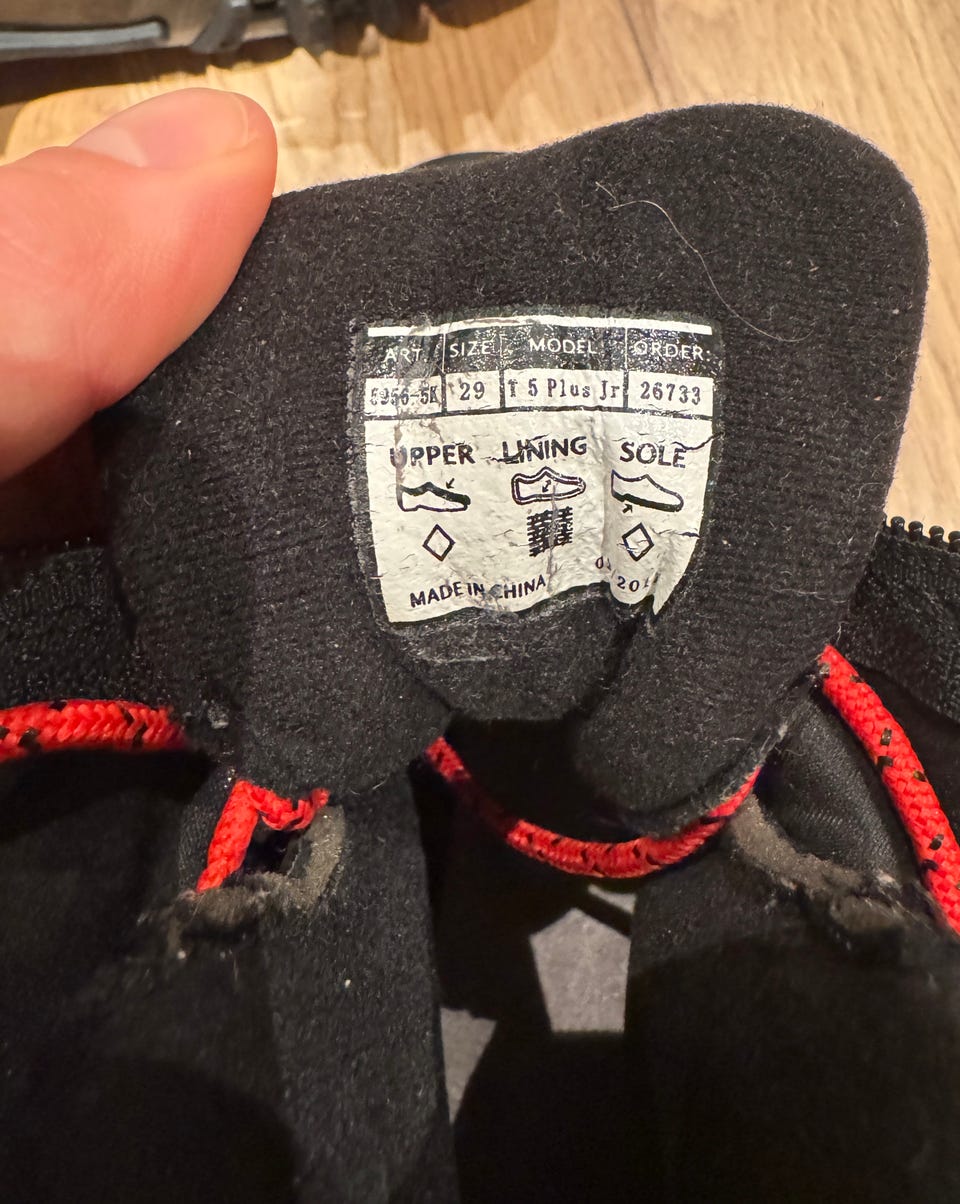 ART. SIZE MODEL ORDER:
29 5 Plus Jr 26733
UPPER LINING SOLE
MADE IN CHINA